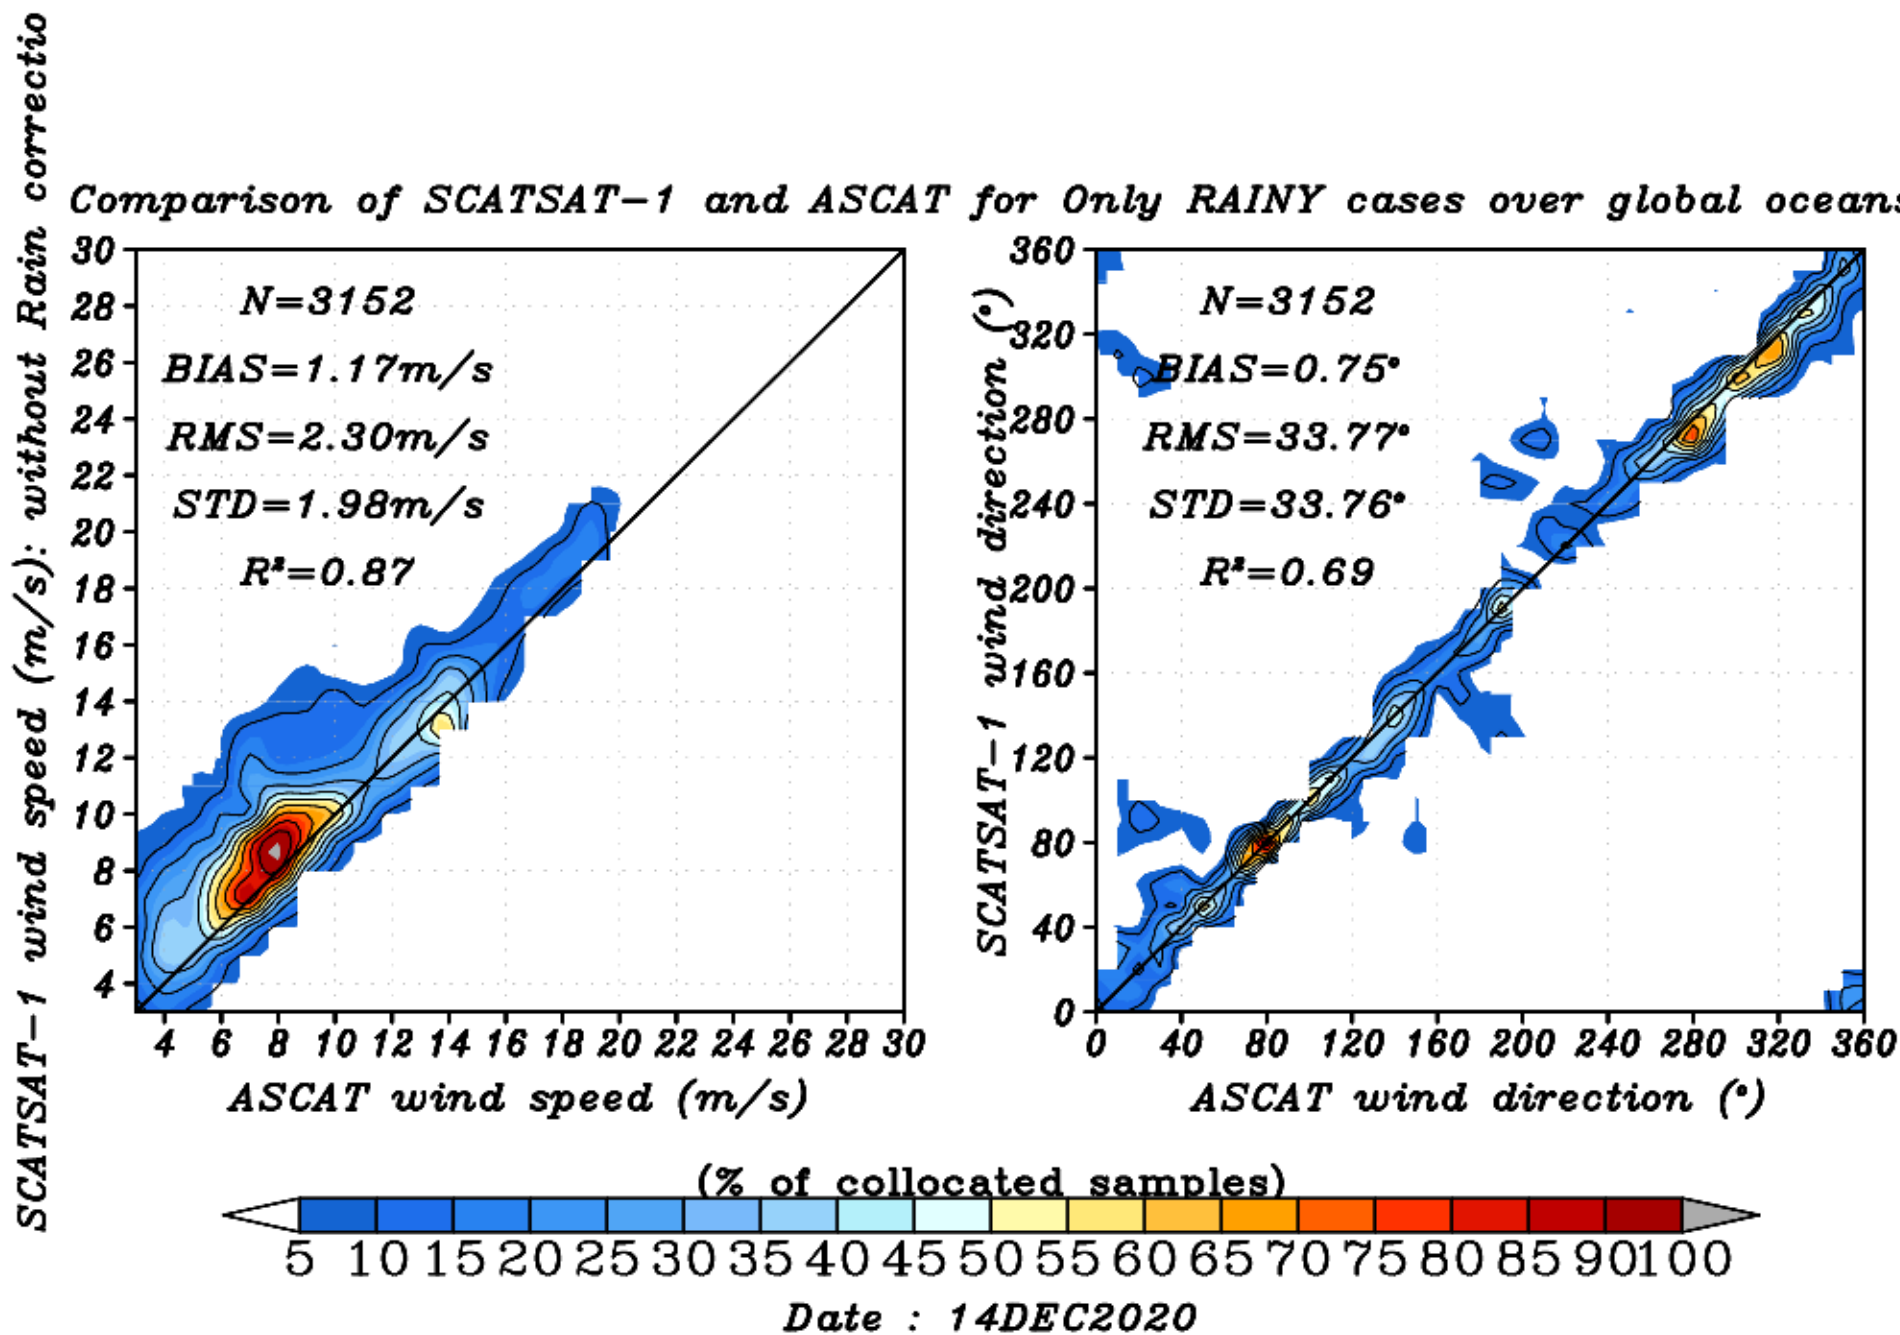 SCATSAT-1 wind speed (m/s): without Rain correctio
Comparison of SCATSAT-1 and ASCAT for Only RAINY cases over global oceans
30
28
26
24
22
20
18
16
14
12
10
8
6
4
N=3152
BIAS=1.17m/s
RMS=2.30m/s
STD=1.98m/s
R²=0.87
4 6 8 10 12 14 16 18 20 22 24 26 28 30
ASCAT wind speed (m/s)
SCATSAT-1 wind direction (°)
360
320
280
240
200
160
120
80
40
0
N=3152
BIAS=0.75°
RMS=33.77°
STD=33.76°
R²=0.69
0 40 80 120 160 200 240 280 320 360
ASCAT wind direction (°)
(% of collocated samples)
5 10 15 20 25 30 35 40 45 50 55 60 65 70 75 80 85 90 100
Date : 14DEC2020